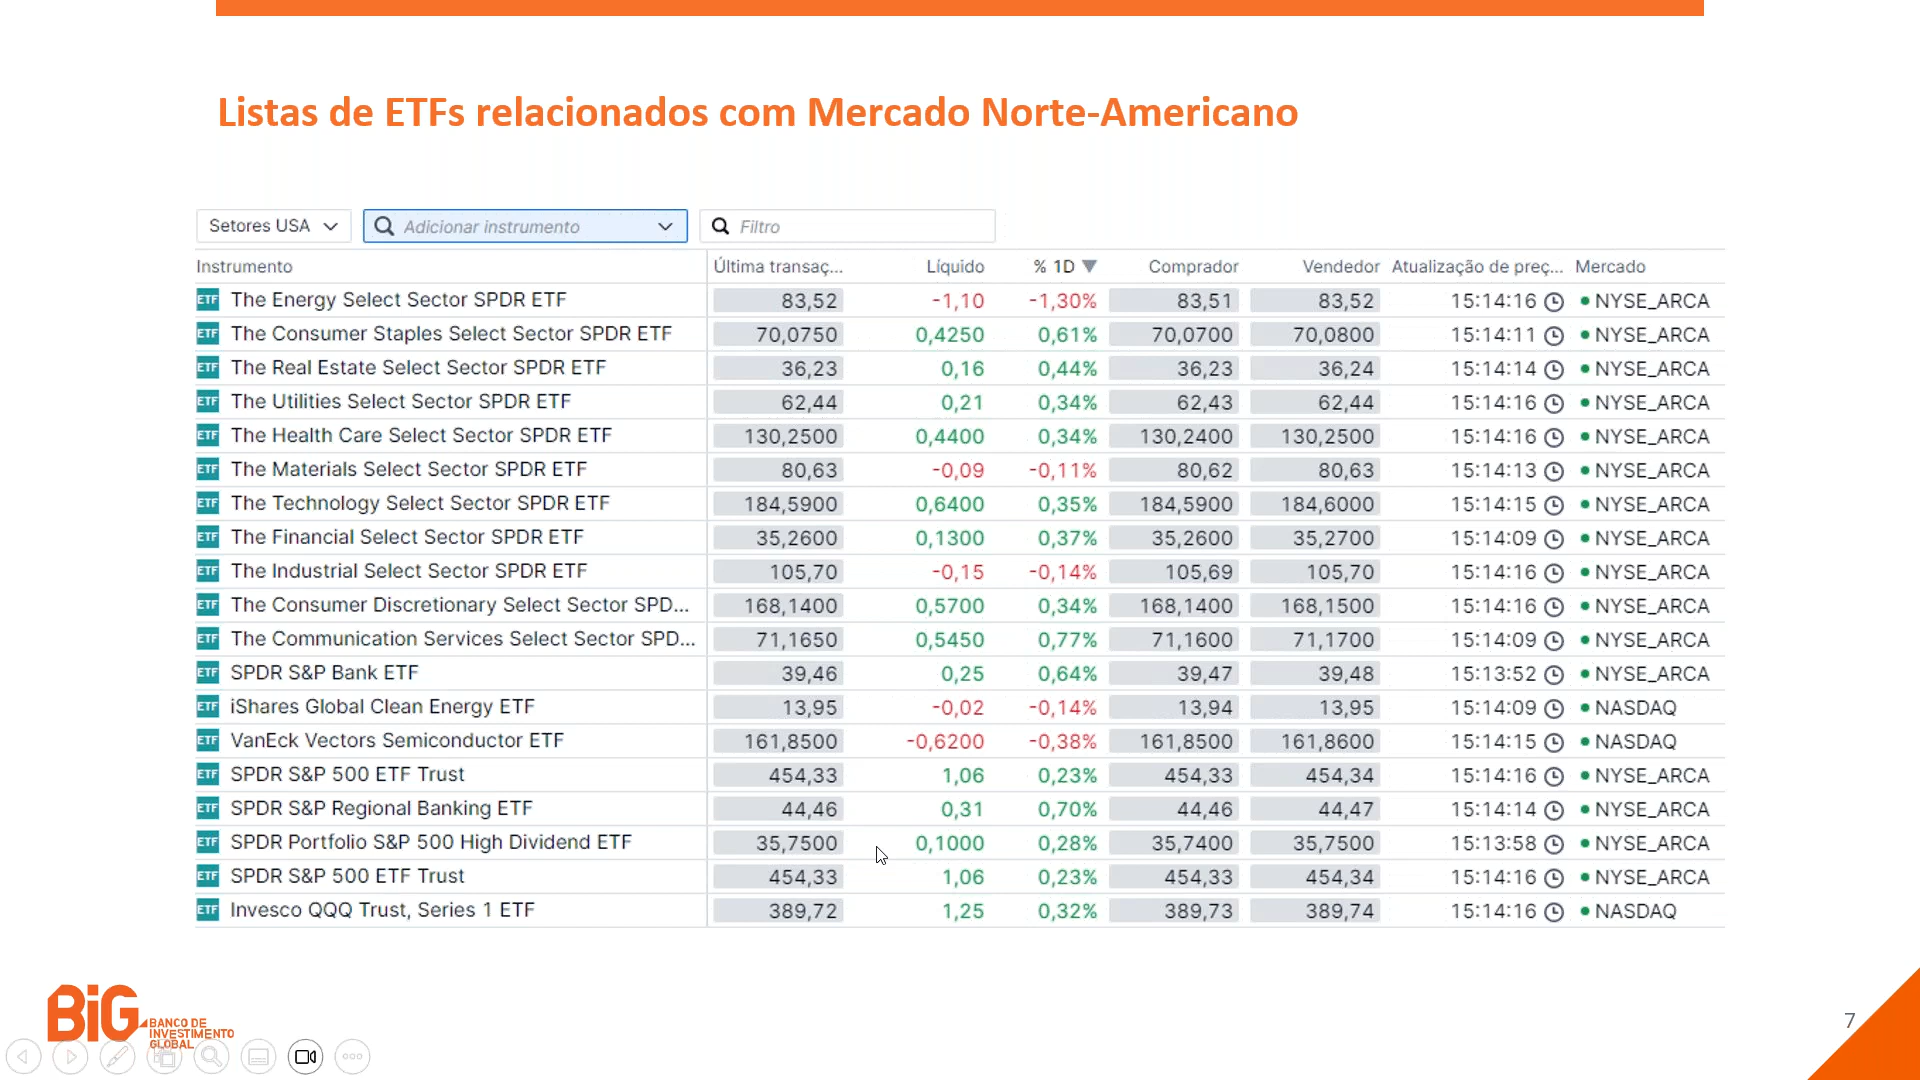 Listas de ETFs relacionados com Mercado Norte-Americano
Setores USA Adicionar instrumento Filtro
Instrumento Última transaç... Líquido % 1D Comprador Vendedor Atualização de preç... Mercado
ETF The Energy Select Sector SPDR ETF 83,52 -1,10 -1,30% 83,51 83,52 15:14:16 NYSE_ARCA
ETF The Consumer Staples Select Sector SPDR ETF 70,0750 0,4250 0,61% 70,0700 70,0800 15:14:11 NYSE_ARCA
ETF The Real Estate Select Sector SPDR ETF 36,23 0,16 0,44% 36,23 36,24 15:14:14 NYSE_ARCA
ETF The Utilities Select Sector SPDR ETF 62,44 0,21 0,34% 62,43 62,44 15:14:16 NYSE_ARCA
ETF The Health Care Select Sector SPDR ETF 130,2500 0,4400 0,34% 130,2400 130,2500 15:14:16 NYSE_ARCA
ETF The Materials Select Sector SPDR ETF 80,63 -0,09 -0,11% 80,62 80,63 15:14:13 NYSE_ARCA
ETF The Technology Select Sector SPDR ETF 184,5900 0,6400 0,35% 184,5900 184,6000 15:14:15 NYSE_ARCA
ETF The Financial Select Sector SPDR ETF 35,2600 0,1300 0,37% 35,2600 35,2700 15:14:09 NYSE_ARCA
ETF The Industrial Select Sector SPDR ETF 105,70 -0,15 -0,14% 105,69 105,70 15:14:16 NYSE_ARCA
ETF The Consumer Discretionary Select Sector SPD... 168,1400 0,5700 0,34% 168,1400 168,1500 15:14:16 NYSE_ARCA
ETF The Communication Services Select Sector SPD... 71,1650 0,5450 0,77% 71,1600 71,1700 15:14:09 NYSE_ARCA
ETF SPDR S&P Bank ETF 39,46 0,25 0,64% 39,47 39,48 15:13:52 NYSE_ARCA
ETF iShares Global Clean Energy ETF 13,95 -0,02 -0,14% 13,94 13,95 15:14:09 NASDAQ
ETF VanEck Vectors Semiconductor ETF 161,8500 -0,6200 -0,38% 161,8500 161,8600 15:14:15 NASDAQ
ETF SPDR S&P 500 ETF Trust 454,33 1,06 0,23% 454,33 454,34 15:14:16 NYSE_ARCA
ETF SPDR S&P Regional Banking ETF 44,46 0,31 0,70% 44,46 44,47 15:14:14 NYSE_ARCA
ETF SPDR Portfolio S&P 500 High Dividend ETF 35,7500 0,1000 0,28% 35,7400 35,7500 15:13:58 NYSE_ARCA
ETF SPDR S&P 500 ETF Trust 454,33 1,06 0,23% 454,33 454,34 15:14:16 NYSE_ARCA
ETF Invesco QQQ Trust, Series 1 ETF 389,72 1,25 0,32% 389,73 389,74 15:14:16 NASDAQ
BiG BANCO DE
INVESTIMENTO
GLOBAL
7